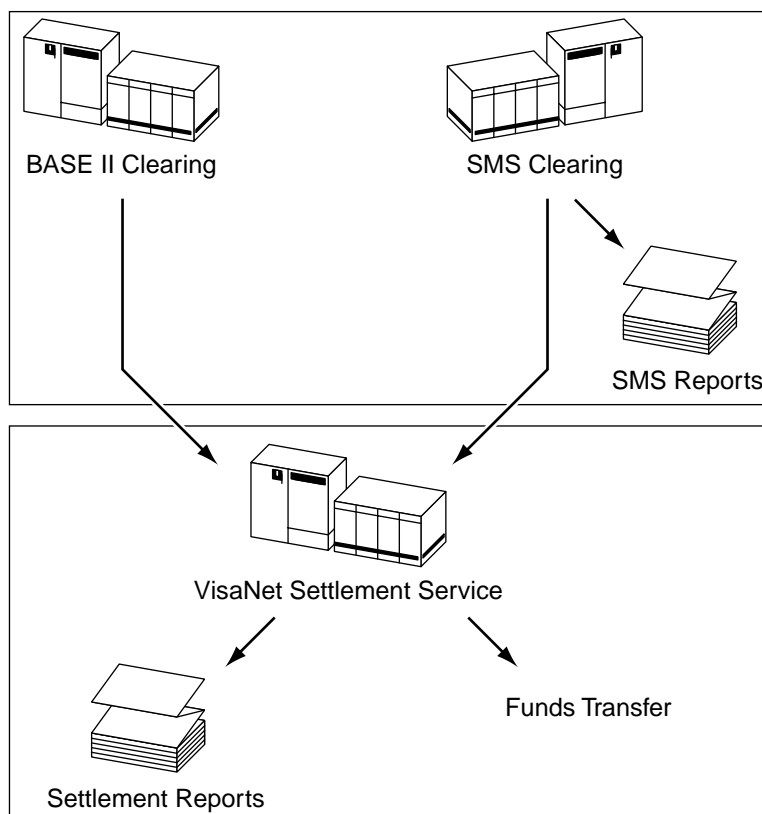 BASE II Clearing
SMS Clearing
SMS Reports
VisaNet Settlement Service
Funds Transfer
Settlement Reports